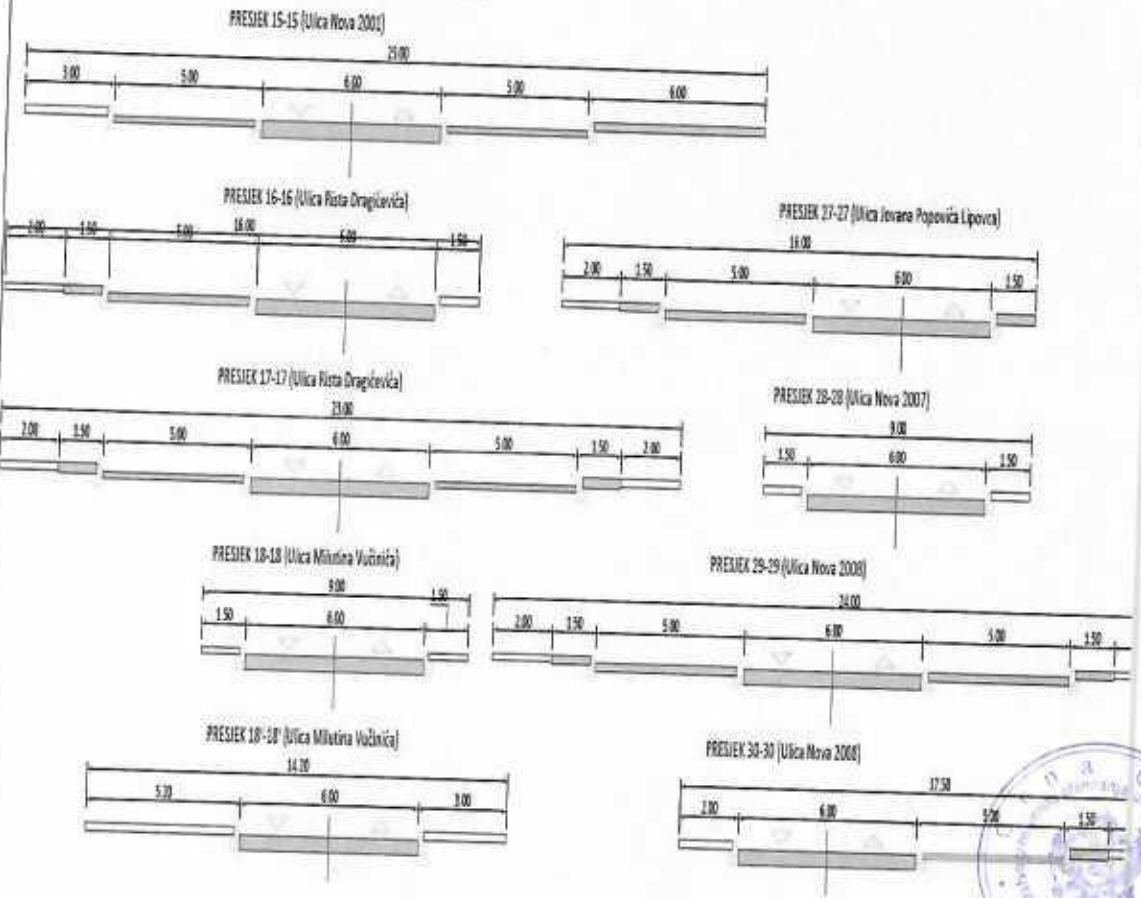 PRESJEK 15-15 (Ulica Nova 2001)
25.00
3.00 5.00 6.00 5.00 6.00
PRESJEK 16-16 (Ulica Rista Dragićevića)
16.00
2.00 1.50 5.00 6.00 1.50
PRESJEK 27-27 (Ulica Jovana Popovića Lipovca)
16.00
2.00 1.50 5.00 6.00 1.50
PRESJEK 17-17 (Ulica Rista Dragićevića)
23.00
2.00 1.50 5.00 6.00 5.00 1.50 2.00
PRESJEK 28-28 (Ulica Nova 2007)
9.00
1.50 6.00 1.50
PRESJEK 18-18 (Ulica Milutina Vučinića)
9.00
1.50 6.00 1.50
PRESJEK 29-29 (Ulica Nova 2008)
24.00
2.00 1.50 5.00 6.00 5.00 1.50
PRESJEK 18'-18' (Ulica Milutina Vučinića)
14.20
5.20 6.00 3.00
PRESJEK 30-30 (Ulica Nova 2008)
17.50
2.00 6.00 5.00 1.50